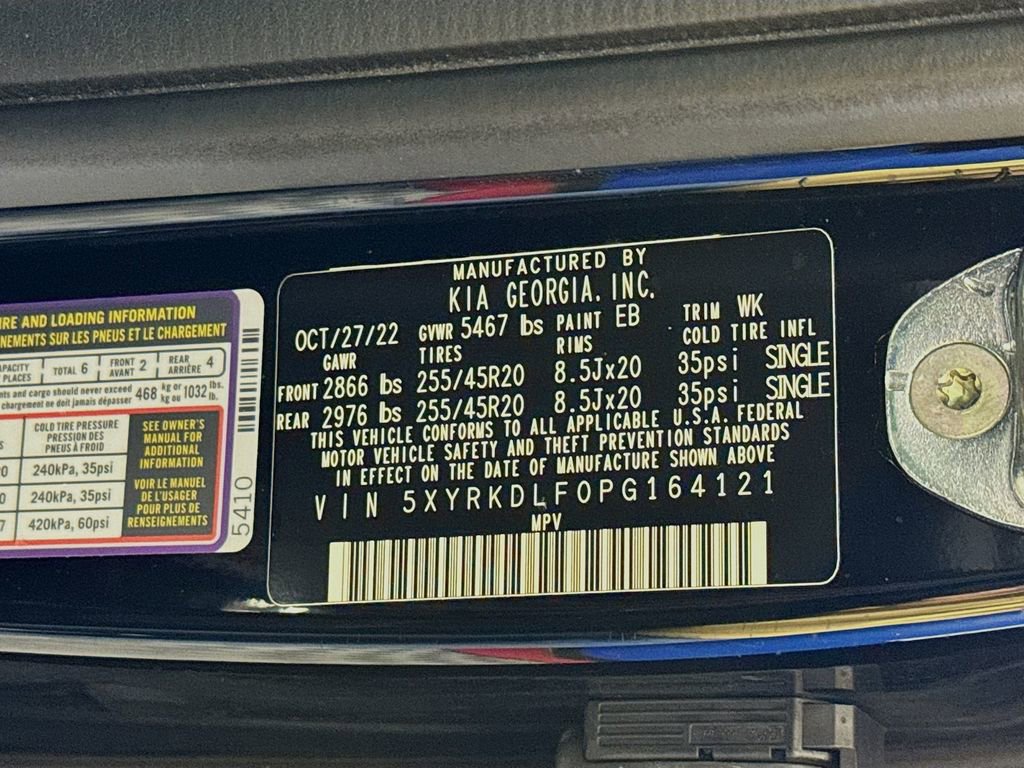 MANUFACTURED BY
KIA GEORGIA, INC.
OCT/27/22 GVWR 5467 lbs PAINT EB TRIM WK
GAWR TIRES RIMS COLD TIRE INFL
FRONT 2866 lbs 255/45R20 8.5Jx20 35psi SINGLE
REAR 2976 lbs 255/45R20 8.5Jx20 35psi SINGLE
THIS VEHICLE CONFORMS TO ALL APPLICABLE U.S.A. FEDERAL
MOTOR VEHICLE SAFETY AND THEFT PREVENTION STANDARDS
IN EFFECT ON THE DATE OF MANUFACTURE SHOWN ABOVE
VIN 5XYRKDLF0PG164121
MPV
AND LOADING INFORMATION
SUR LES PNEUS ET LE CHARGEMENT
TOTAL 6 FRONT AVANT 2 REAR ARRIÈRE 4
and cargo should never exceed 468 kg or 1032 lbs.
chargement ne doit jamais dépasser kg ou lb.
COLD TIRE PRESSURE
PRESSION DES
PNEUS À FROID
240kPa, 35psi
240kPa, 35psi
420kPa, 60psi
SEE OWNER'S
MANUAL FOR
ADDITIONAL
INFORMATION
VOIR LE MANUEL
DE L'USAGER
POUR PLUS DE
RENSEIGNEMENTS
5410